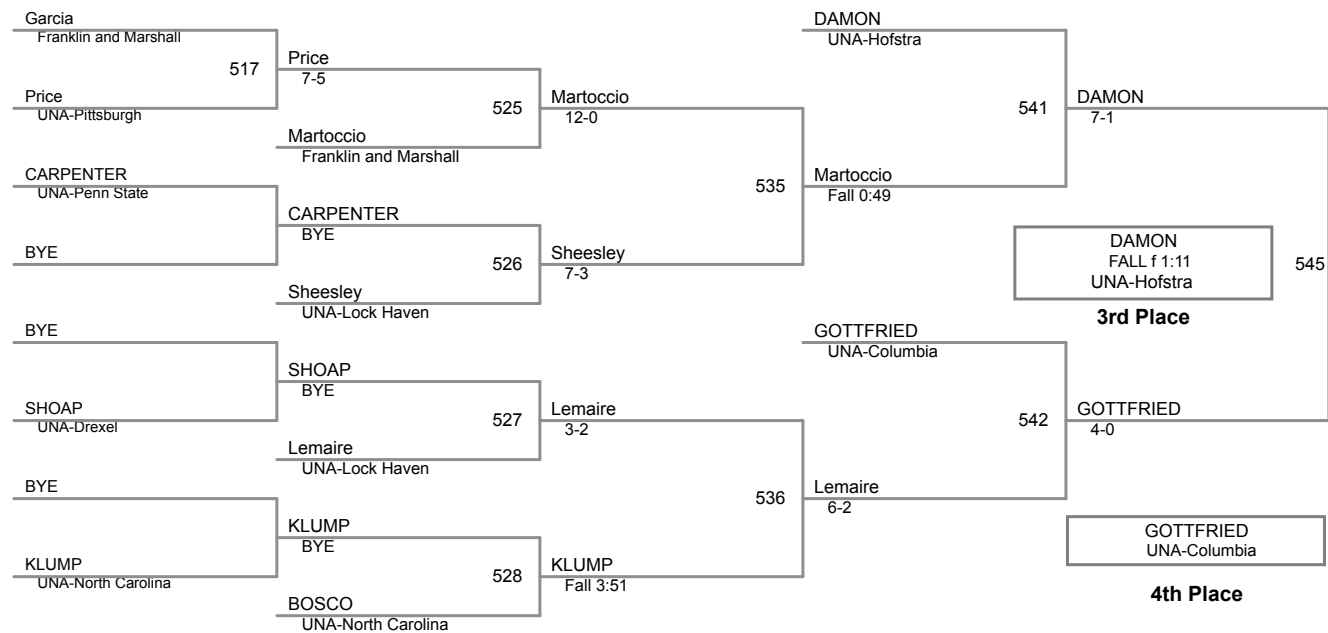 Garcia
Franklin and Marshall
517
Price
7-5
Price
UNA-Pittsburgh
525
Martoccio
12-0
Martoccio
Franklin and Marshall
CARPENTER
UNA-Penn State
CARPENTER
BYE
BYE
526
Sheesley
7-3
Sheesley
UNA-Lock Haven
535
Martoccio
Fall 0:49
DAMON
UNA-Hofstra
541
DAMON
7-1
DAMON
FALL f 1:11
UNA-Hofstra
545
3rd Place
BYE
SHOAP
BYE
SHOAP
UNA-Drexel
527
Lemaire
3-2
Lemaire
UNA-Lock Haven
BYE
KLUMP
BYE
KLUMP
UNA-North Carolina
528
KLUMP
Fall 3:51
BOSCO
UNA-North Carolina
536
Lemaire
6-2
GOTTFRIED
UNA-Columbia
542
GOTTFRIED
4-0
GOTTFRIED
UNA-Columbia
4th Place